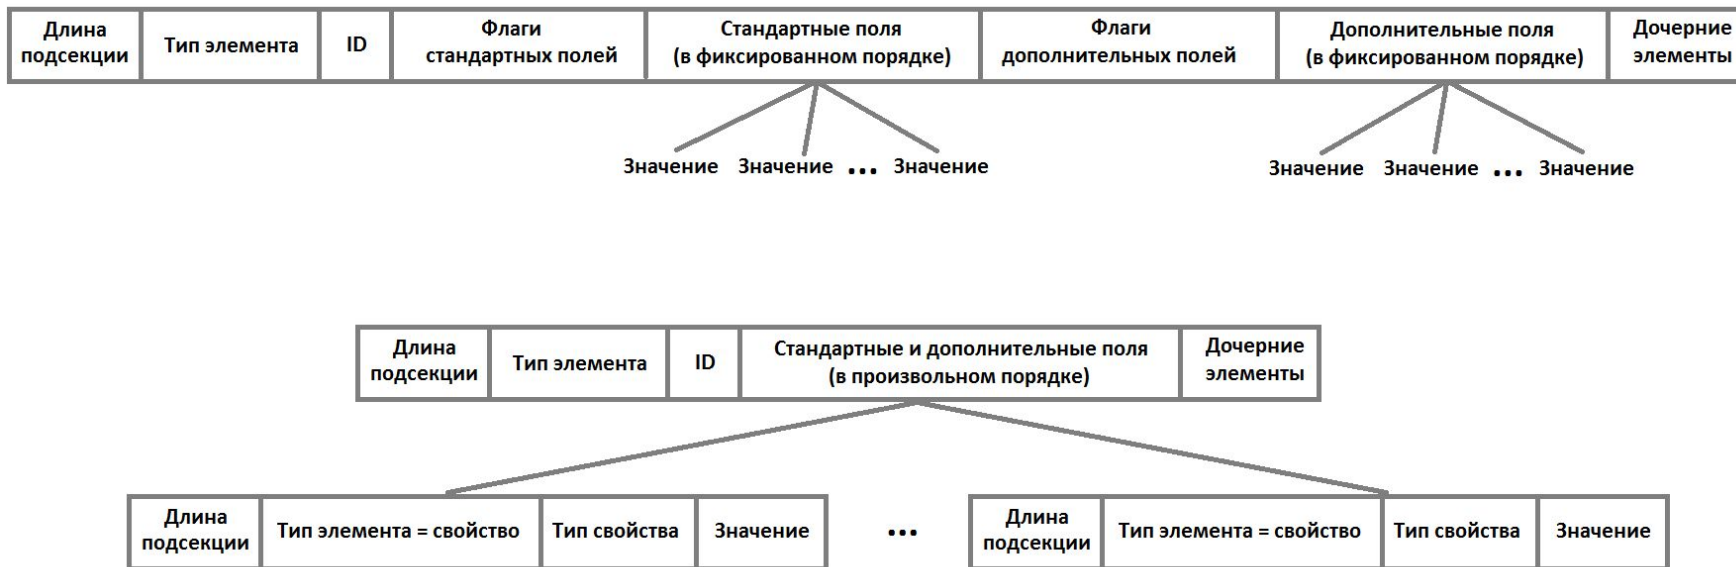 Длина
подсекции
Тип элемента
ID
Флаги
стандартных полей
Стандартные поля
(в фиксированном порядке)
Флаги
дополнительных полей
Дополнительные поля
(в фиксированном порядке)
Дочерние
элементы
Значение Значение ... Значение
Значение Значение ... Значение
Длина
подсекции
Тип элемента
ID
Стандартные и дополнительные поля
(в произвольном порядке)
Дочерние
элементы
Длина
подсекции
Тип элемента = свойство
Тип свойства
Значение
...
Длина
подсекции
Тип элемента = свойство
Тип свойства
Значение